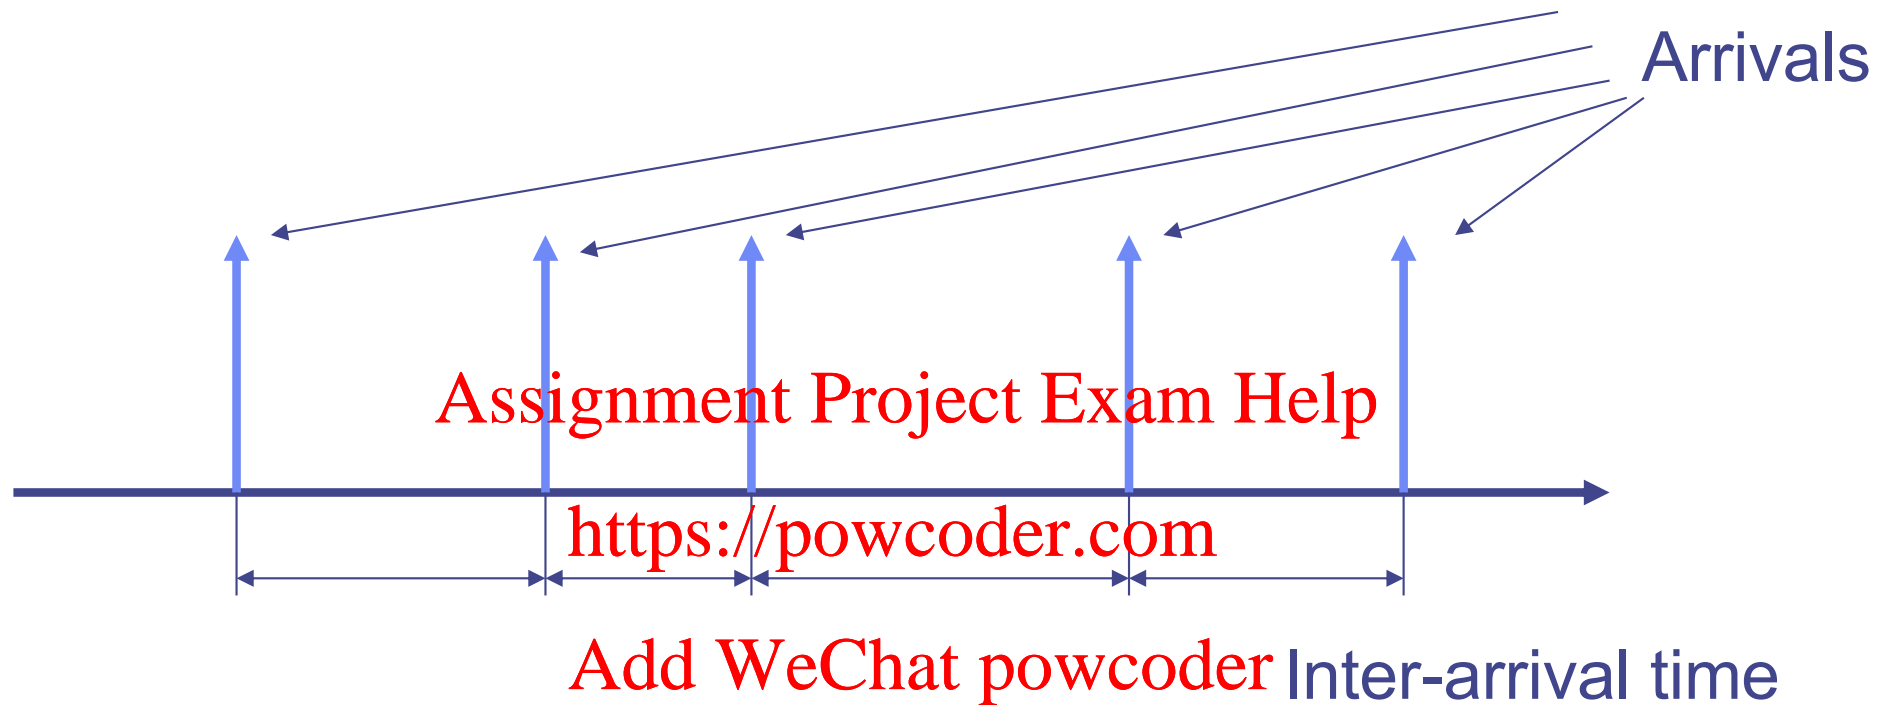 Arrivals
Assignment Project Exam Help
https://powcoder.com
Add WeChat powcoder
Inter-arrival time